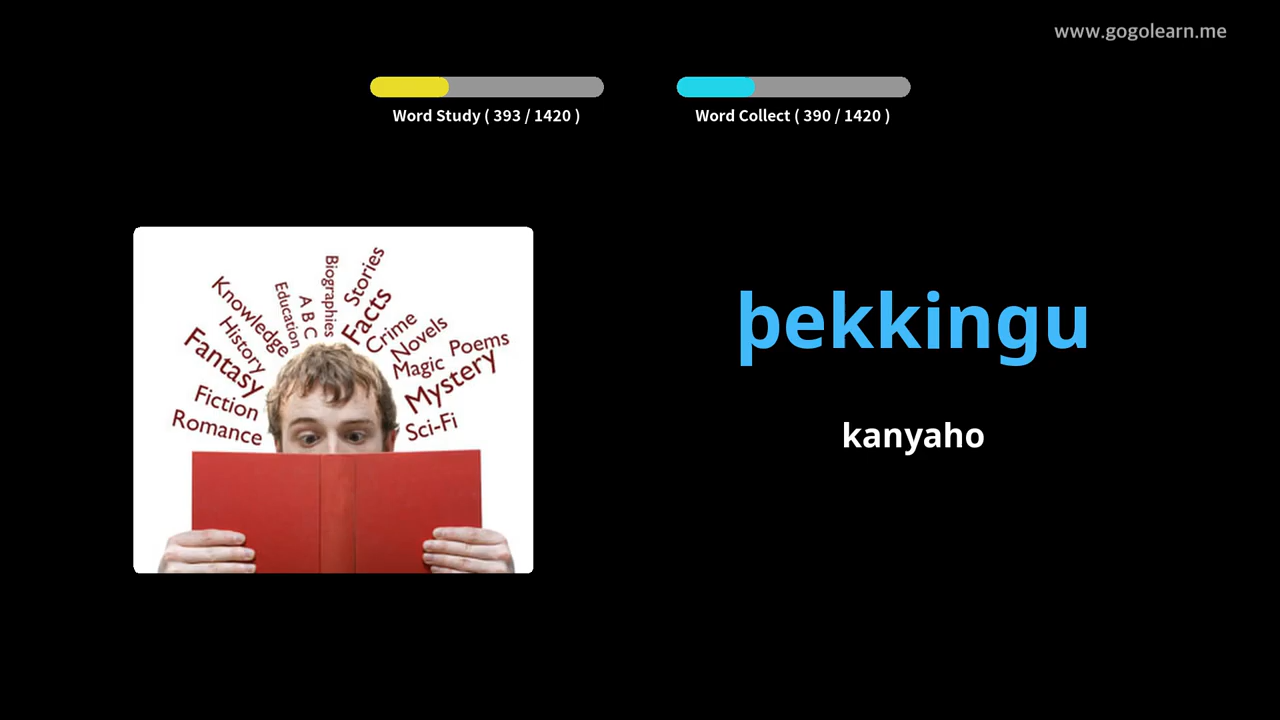 www.gogolearn.me
Word Study ( 393 / 1420 )
Word Collect ( 390 / 1420 )
Knowledge
Education
A B C
Biographies
Stories
Facts
Crime
Novels
Poems
History
Fantasy
Magic
Mystery
Fiction
Romance
Sci-Fi
þekkingu
kanyaho